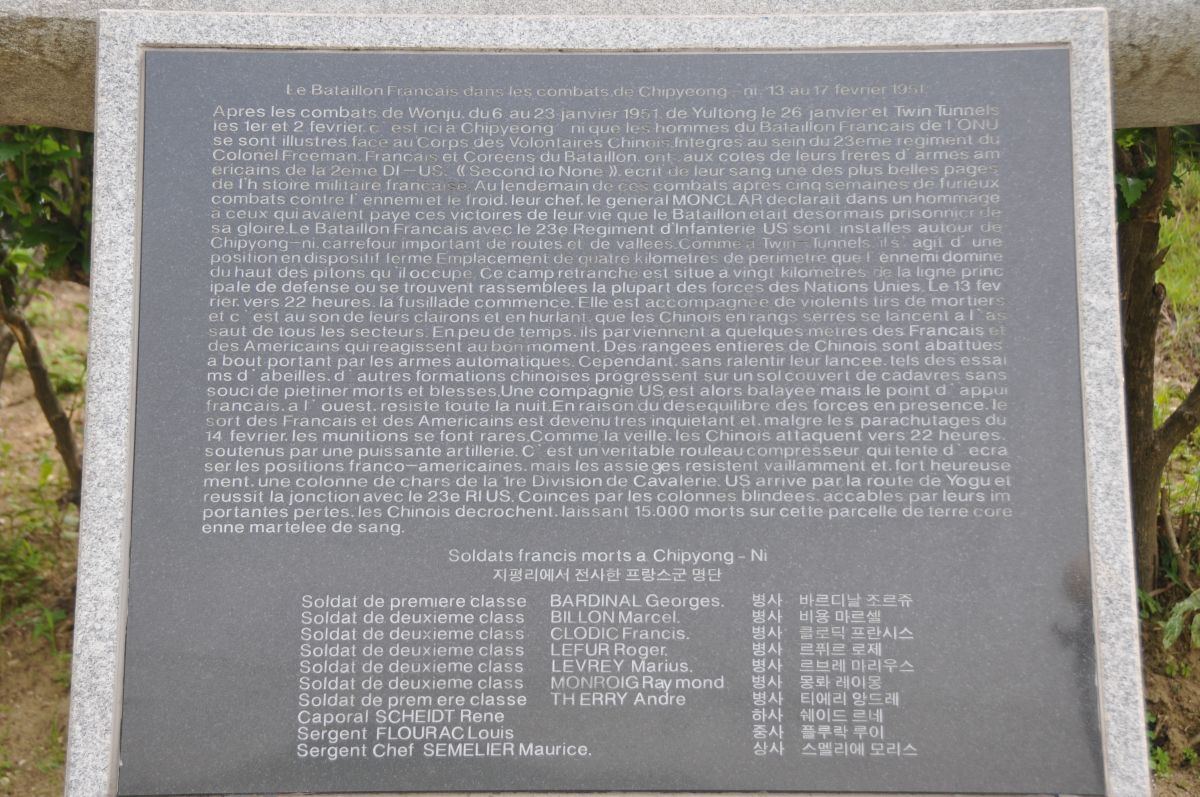 Le Bataillon Francais dans les combats de Chipyeong-ni, 13 au 17 fevrier 1951
Apres les combats de Wonju, du 6 au 23 janvier 1951, de Yultong le 26 janvier et Twin Tunnels
les 1er et 2 fevrier, c`est ici a Chipyeong`ni que les hommes du Bataillon Francais de l`ONU
se sont illustres face au Corps des Volontaires Chinois.Integres au sein du 23eme regiment du
Colonel Freeman. Francais et Coreens du Bataillon, ont, aux cotes de leurs freres d`armes am
ericains de la 2eme DI-US, 《Second to None》, ecrit de leur sang une des plus belles pages
de l'h stoire militaire francaise. Au lendemain de ces combats apres cinq semaines de furieux
combats contre l`ennemi et le froid, leur chef, le general MONCLAR declarait dans un hommage
a ceux qui avaient paye ces victoires de leur vie que le Bataillon etait desormais prisonnier de
sa gloire.Le Bataillon Francais avec le 23e Regiment d'Infanterie US sont installes autour de
Chipyong-ni, carrefour important de routes et de vallees.Comme a Twin-Tunnels, il s`agit d`une
position en dispositif ferme Emplacement de quatre kilometres de perimetre que l`ennemi domine
du haut des pitons qu`il occupe. Ce camp retranche est situe a vingt kilometres de la ligne princ
ipale de defense ou se trouvent rassemblees la plupart des forces des Nations Unies. Le 13 fev
rier, vers 22 heures, la fusillade commence. Elle est accompagnee de violents tirs de mortiers
et c`est au son de leurs clairons et en hurlant, que les Chinois en rangs serres se lancent a l`as
saut de tous les secteurs. En peu de temps, ils parviennent a quelques metres des Francais et
des Americains qui reagissent au bon moment. Des rangees entieres de Chinois sont abattues
a bout portant par les armes automatiques. Cependant, sans ralentir leur lancee, tels des essai
ms d`abeilles, d`autres formations chinoises progressent sur un sol couvert de cadavres sans
souci de pietiner morts et blesses.Une compagnie US est alors balayee mais le point d`appui
francais, a l`ouest, resiste toute la nuit.En raison du desequilibre des forces en presence, le
sort des Francais et des Americains est devenu tres inquietant et, malgre les parachutages du
14 fevrier, les munitions se font rares.Comme la veille, les Chinois attaquent vers 22 heures,
soutenus par une puissante artillerie. C`est un veritable rouleau compresseur qui tente d`ecra
ser les positions franco-americaines, mais les assieges resistent vaillamment et, fort heureuse
ment, une colonne de chars de la 1re Division de Cavalerie, US arrive par la route de Yogu et
reussit la jonction avec le 23e RI US. Coinces par les colonnes blindees, accables par leurs im
portantes pertes, les Chinois decrochent, laissant 15.000 morts sur cette parcelle de terre core
enne martelee de sang.
Soldats francis morts a Chipyong - Ni
지평리에서 전사한 프랑스군 명단
Soldat de premiere classe BARDINAL Georges. 병사 바르디날 조르쥬
Soldat de deuxieme class BILLON Marcel. 병사 비용 마르셀
Soldat de deuxieme class CLODIC Francis. 병사 클로딕 프란시스
Soldat de deuxieme class LEFUR Roger. 병사 르퓌르 로제
Soldat de deuxieme class LEVREY Marius. 병사 르브레 마리우스
Soldat de deuxieme class MONROIG Raymond 병사 몽롸 레이몽
Soldat de prem ere classe TH ERRY Andre 병사 티에리 앙드레
Caporal SCHEIDT Rene 하사 쉐이드 르네
Sergent FLOURAC Louis 중사 플루락 루이
Sergent Chef SEMELIER Maurice. 상사 스멜리에 모리스